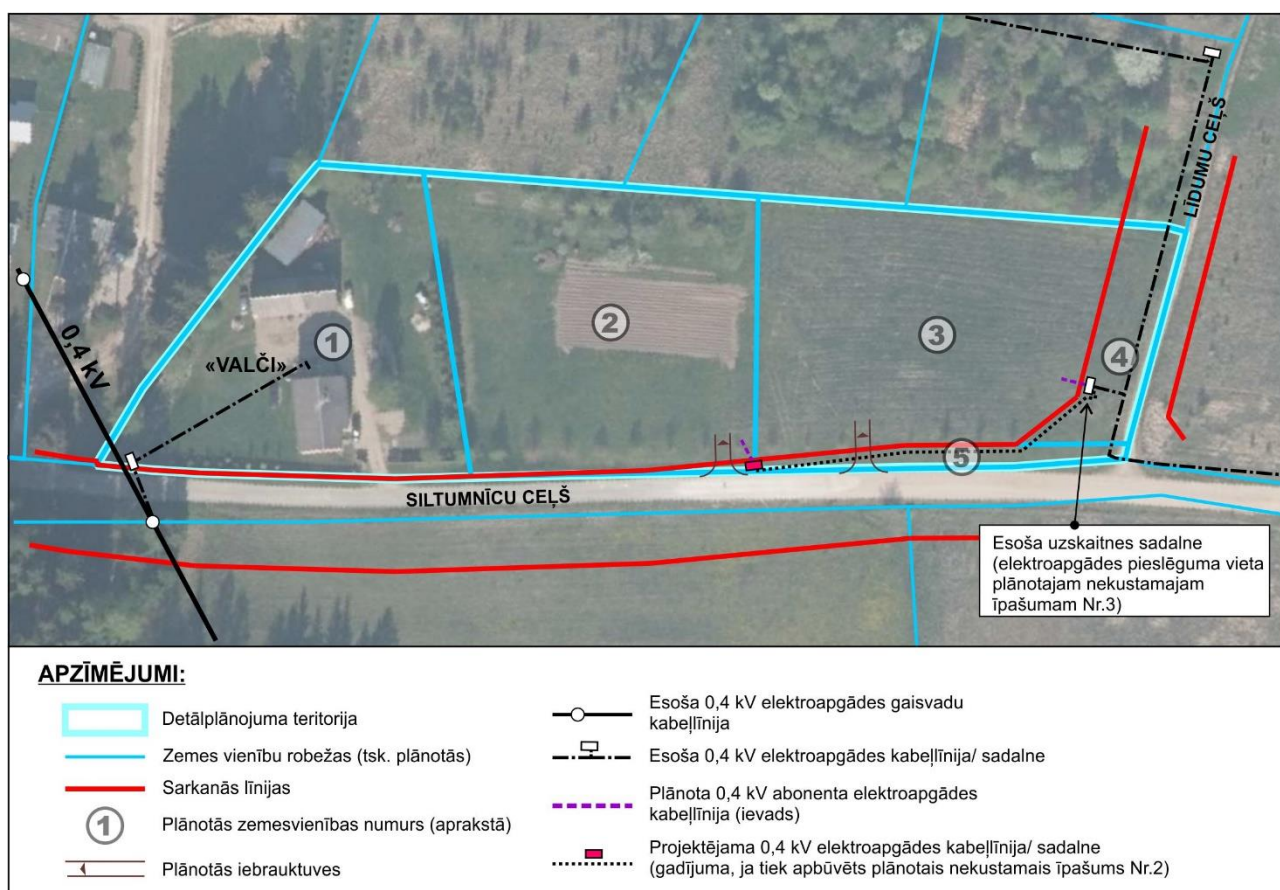 LĪDUMU CEĻŠ
0,4 kV
«VALČI»
1
2
3
4
5
SILTUMNĪCU CEĻŠ
Esoša uzskaitnes sadalne
(elektroapgādes pieslēguma vieta
plānotajam nekustamajam
īpašumam Nr.3)
APZĪMĒJUMI:
Detālplānojuma teritorija
Zemes vienību robežas (tsk. plānotās)
Sarkanās līnijas
1 Plānotās zemesvienības numurs (aprakstā)
Plānotās iebrauktuves
Esoša 0,4 kV elektroapgādes gaisvadu
kabeļlīnija
Esoša 0,4 kV elektroapgādes kabeļlīnija/ sadalne
Plānota 0,4 kV abonenta elektroapgādes
kabeļlīnija (ievads)
Projektējama 0,4 kV elektroapgādes kabeļlīnija/ sadalne
(gadījuma, ja tiek apbūvēts plānotais nekustamais īpašums Nr.2)